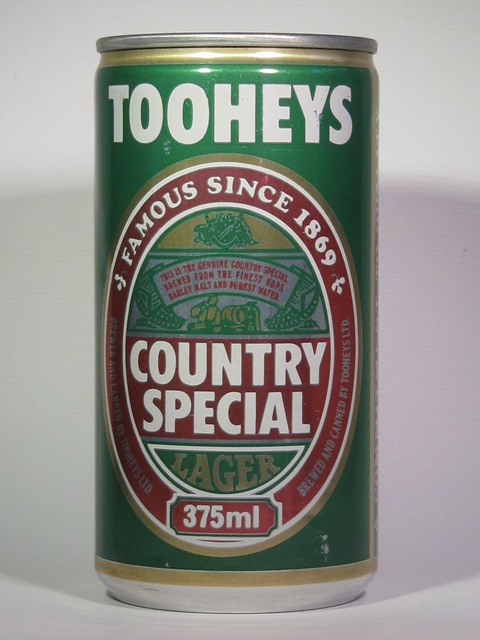 TOOHEYS
FAMOUS SINCE 1869
THIS IS THE GENUINE COUNTRY SPECIAL
BREWED FROM THE FINEST HOPS
BARLEY MALT AND PUREST WATER
COUNTRY
SPECIAL
LAGER
375ml
BREWED AND CANNED BY TOOHEYS LTD.
BREWED AND CANNED BY TOOHEYS LTD.